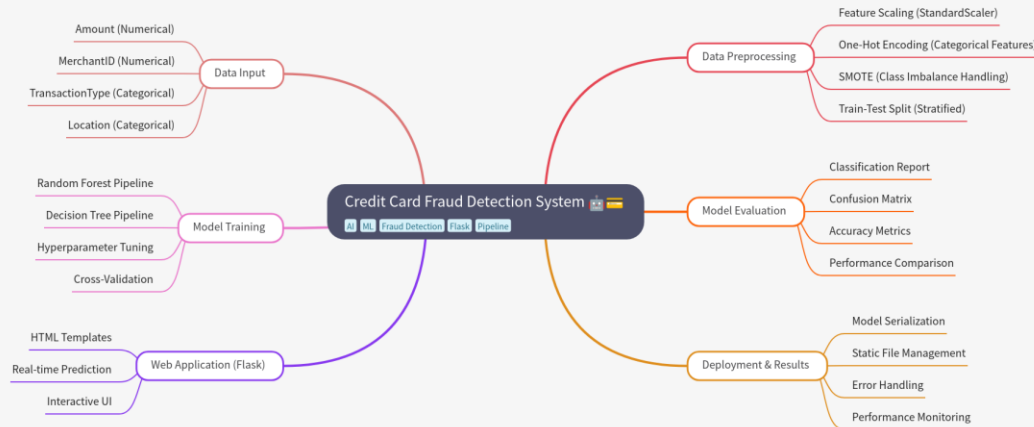 Credit Card Fraud Detection System 🤖💳
AI ML Fraud Detection Flask Pipeline
Data Input
Amount (Numerical)
MerchantID (Numerical)
TransactionType (Categorical)
Location (Categorical)
Model Training
Random Forest Pipeline
Decision Tree Pipeline
Hyperparameter Tuning
Cross-Validation
Web Application (Flask)
HTML Templates
Real-time Prediction
Interactive UI
Data Preprocessing
Feature Scaling (StandardScaler)
One-Hot Encoding (Categorical Features)
SMOTE (Class Imbalance Handling)
Train-Test Split (Stratified)
Model Evaluation
Classification Report
Confusion Matrix
Accuracy Metrics
Performance Comparison
Deployment & Results
Model Serialization
Static File Management
Error Handling
Performance Monitoring